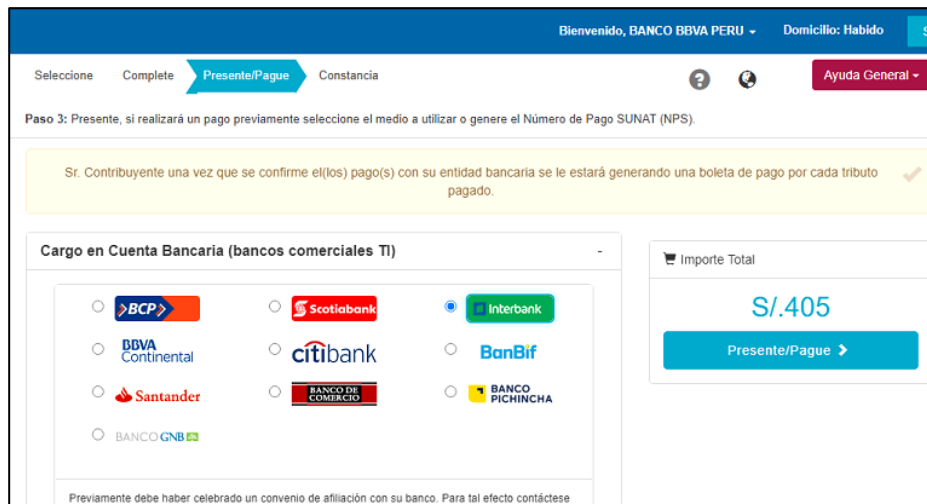 Bienvenido, BANCO BBVA PERU
Domicilio: Habido
Seleccione
Complete
Presente/Pague
Constancia
?
Ayuda General
Paso 3: Presente, si realizará un pago previamente seleccione el medio a utilizar o genere el Número de Pago SUNAT (NPS).
Sr. Contribuyente una vez que se confirme el(los) pago(s) con su entidad bancaria se le estará generando una boleta de pago por cada tributo
pagado.
Cargo en Cuenta Bancaria (bancos comerciales TI) -
>BCP>
Scotiabank
Interbank
BBVA
Continental
citibank
BanBif
Santander
BANCO DE
COMERCIO
BANCO
PICHINCHA
BANCO GNB
Previamente debe haber celebrado un convenio de afiliación con su banco. Para tal efecto contáctese
Importe Total
S/.405
Presente/Pague